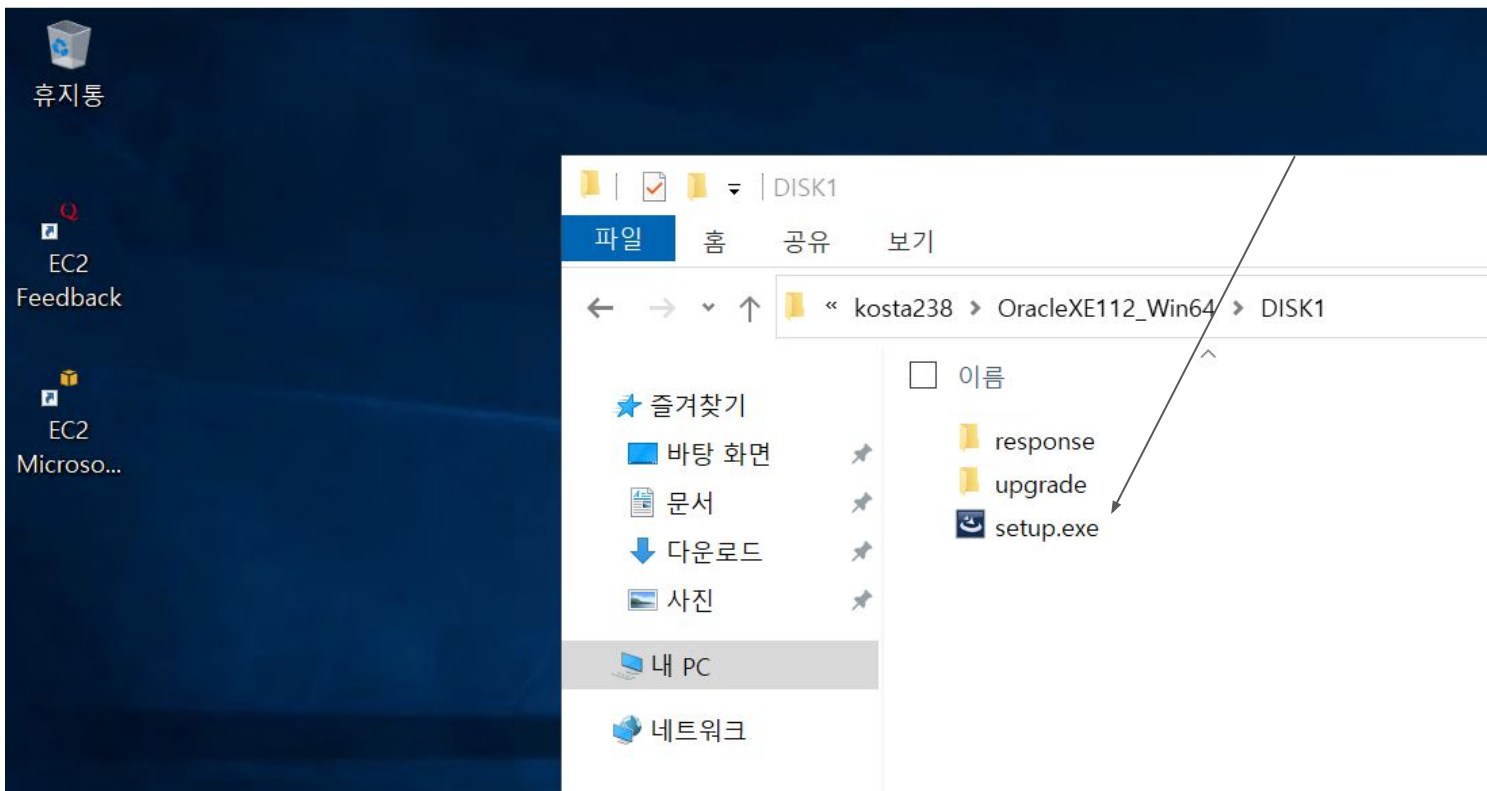 휴지통
EC2
Feedback
EC2
Microso...
DISK1
파일 홈 공유 보기
« kosta238 > OracleXE112_Win64 > DISK1
이름
response
upgrade
setup.exe
즐겨찾기
바탕 화면
문서
다운로드
사진
내 PC
네트워크